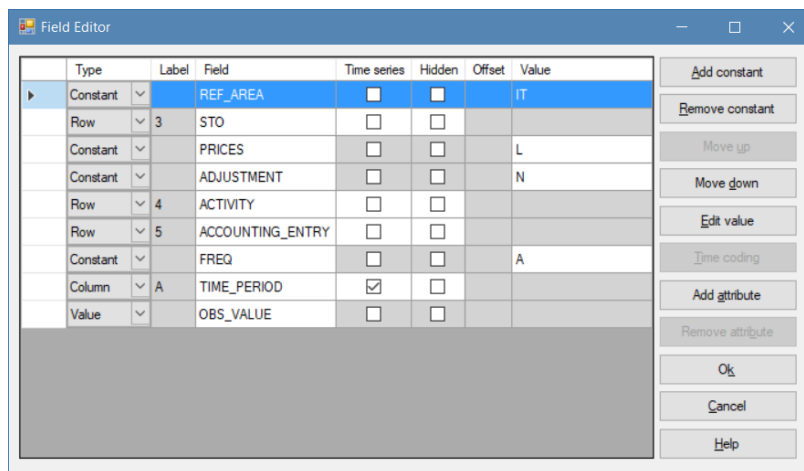 Field Editor
Type Label Field Time series Hidden Offset Value
Constant REF_AREA IT
Row 3 STO
Constant PRICES L
Constant ADJUSTMENT N
Row 4 ACTIVITY
Row 5 ACCOUNTING_ENTRY
Constant FREQ A
Column A TIME_PERIOD
Value OBS_VALUE
Add constant
Remove constant
Move up
Move down
Edit value
Time coding
Add attribute
Remove attribute
Ok
Cancel
Help